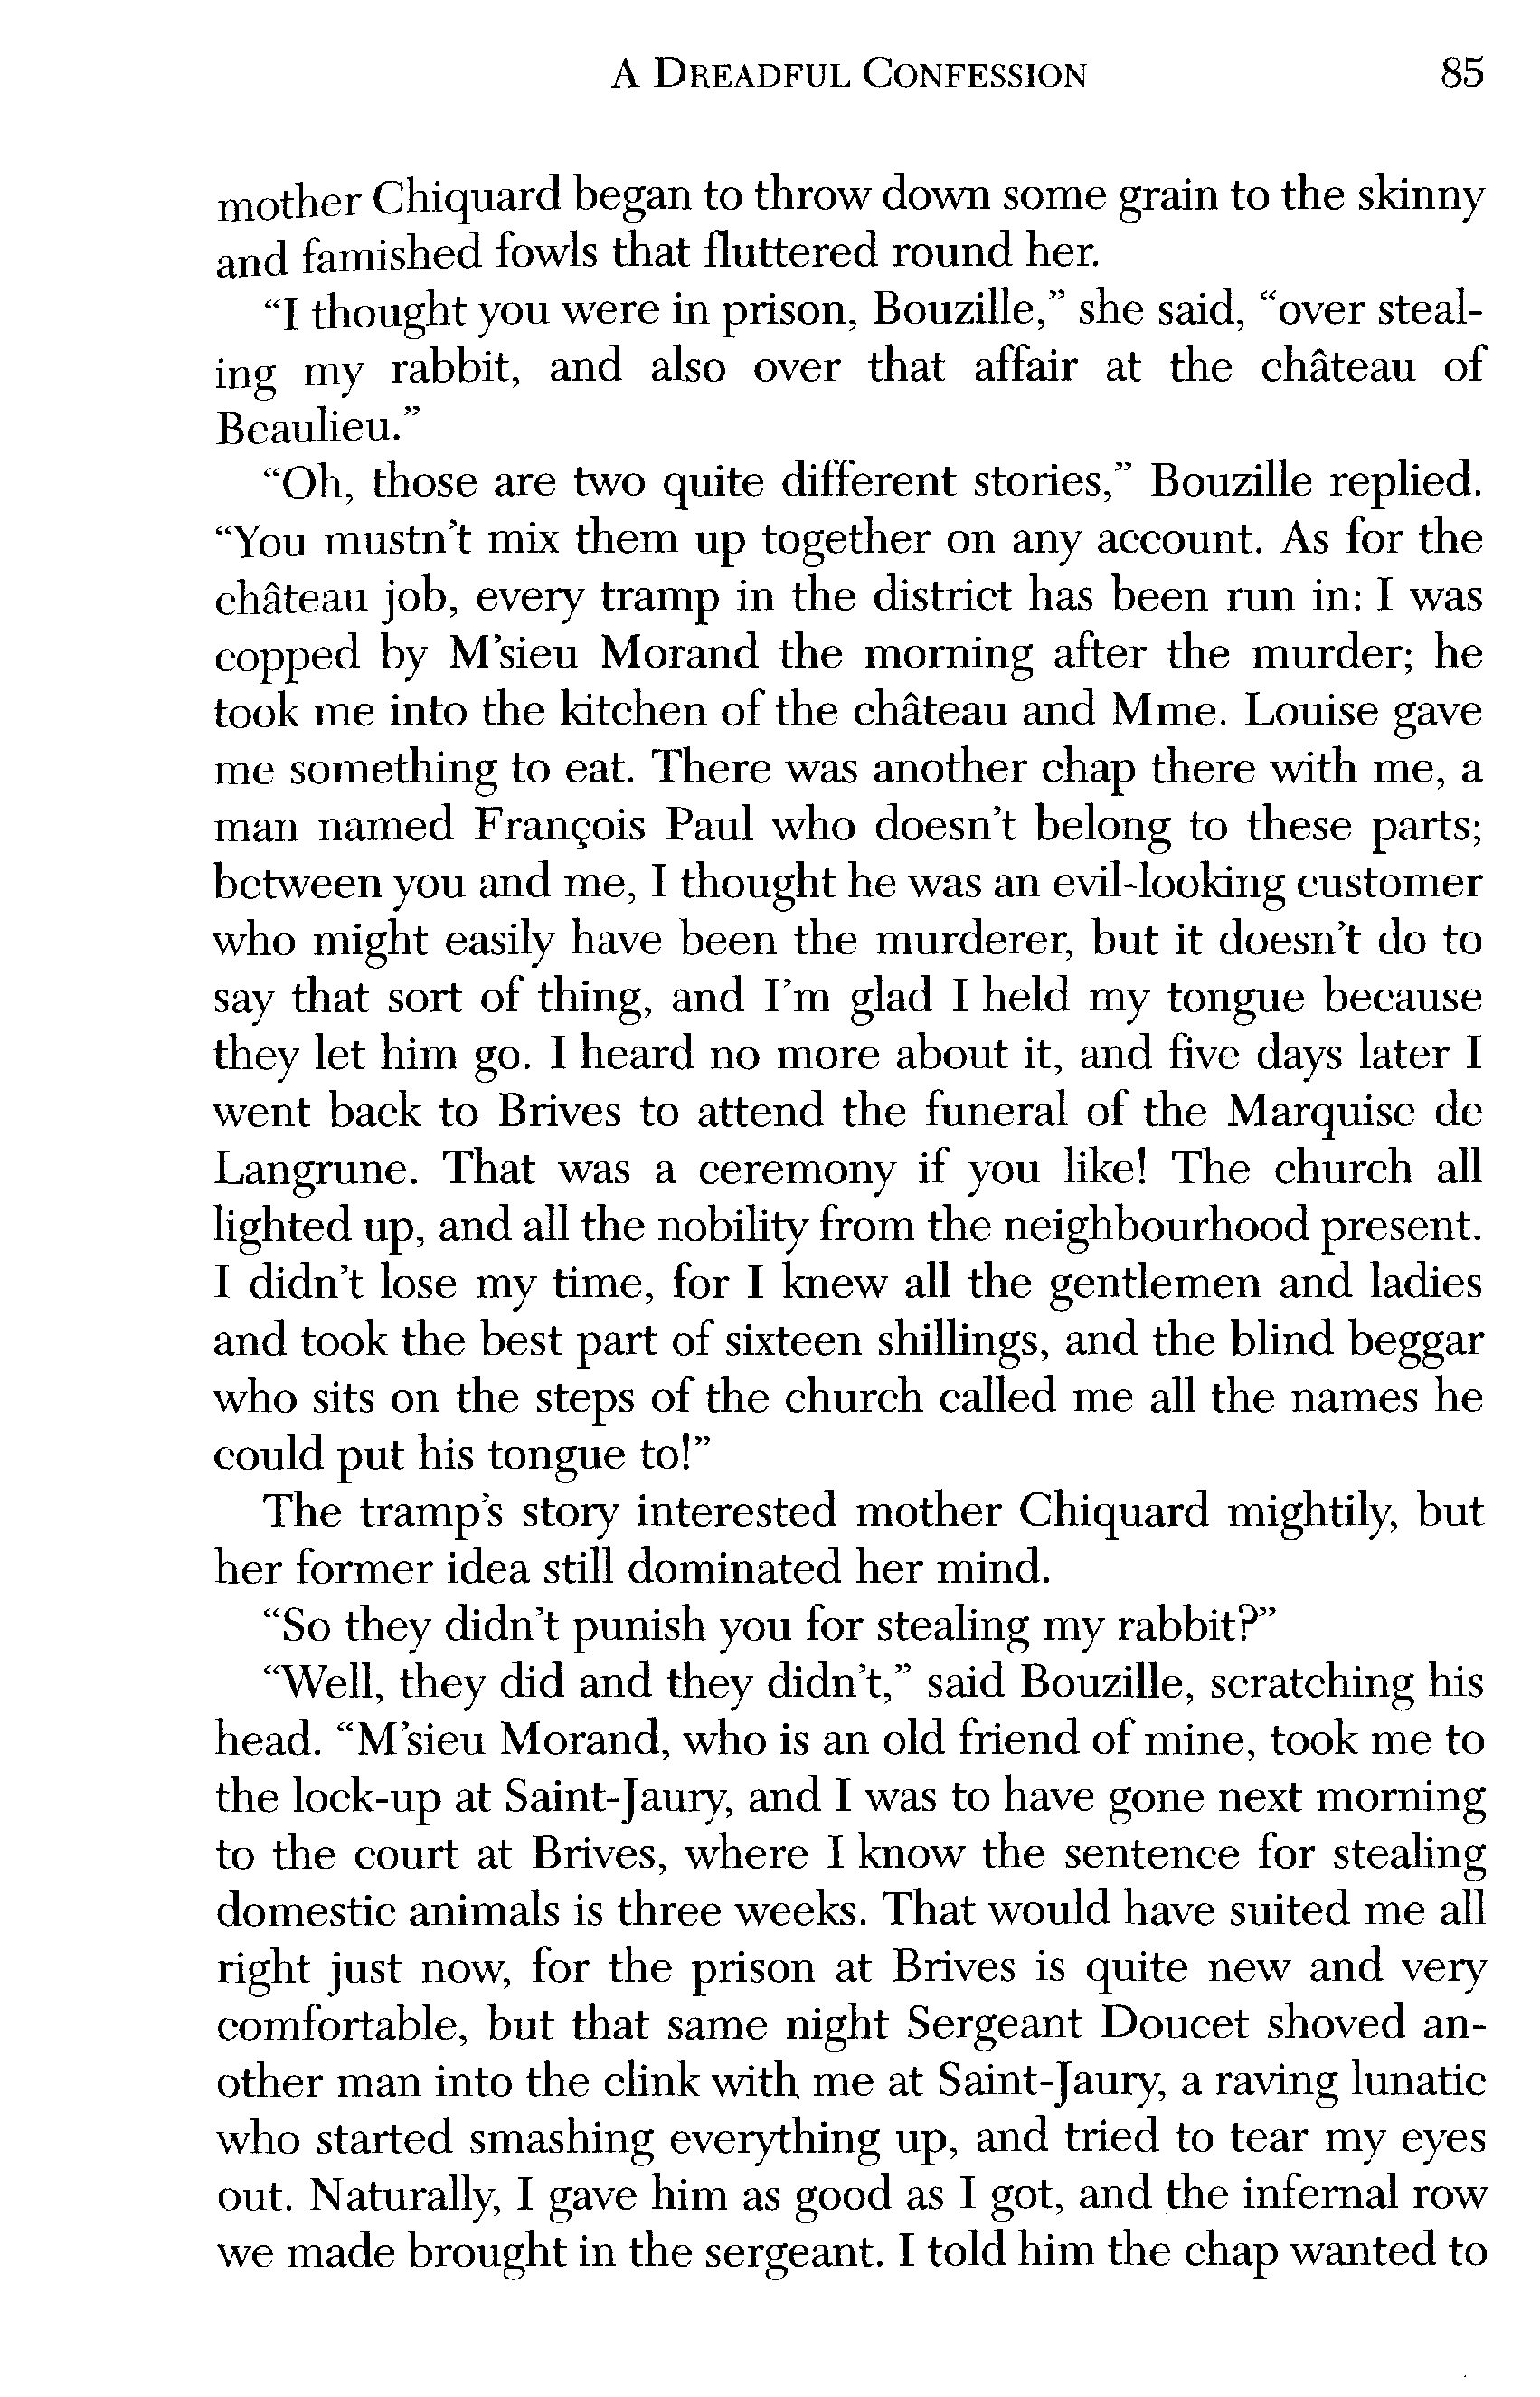 A DREADFUL CONFESSION 85
mother Chiquard began to throw down some grain to the skinny
and famished fowls that fluttered round her.
“I thought you were in prison, Bouzille,” she said, “over steal-
ing my rabbit, and also over that affair at the château of
Beaulieu.”
“Oh, those are two quite different stories,” Bouzille replied.
“You mustn’t mix them up together on any account. As for the
château job, every tramp in the district has been run in: I was
copped by M’sieu Morand the morning after the murder; he
took me into the kitchen of the château and Mme. Louise gave
me something to eat. There was another chap there with me, a
man named François Paul who doesn’t belong to these parts;
between you and me, I thought he was an evil-looking customer
who might easily have been the murderer, but it doesn’t do to
say that sort of thing, and I’m glad I held my tongue because
they let him go. I heard no more about it, and five days later I
went back to Brives to attend the funeral of the Marquise de
Langrune. That was a ceremony if you like! The church all
lighted up, and all the nobility from the neighbourhood present.
I didn’t lose my time, for I knew all the gentlemen and ladies
and took the best part of sixteen shillings, and the blind beggar
who sits on the steps of the church called me all the names he
could put his tongue to!”
The tramp’s story interested mother Chiquard mightily, but
her former idea still dominated her mind.
“So they didn’t punish you for stealing my rabbit?”
“Well, they did and they didn’t,” said Bouzille, scratching his
head. “M’sieu Morand, who is an old friend of mine, took me to
the lock-up at Saint-Jaury, and I was to have gone next morning
to the court at Brives, where I know the sentence for stealing
domestic animals is three weeks. That would have suited me all
right just now, for the prison at Brives is quite new and very
comfortable, but that same night Sergeant Doucet shoved an-
other man into the clink with me at Saint-Jaury, a raving lunatic
who started smashing everything up, and tried to tear my eyes
out. Naturally, I gave him as good as I got, and the infernal row
we made brought in the sergeant. I told him the chap wanted to